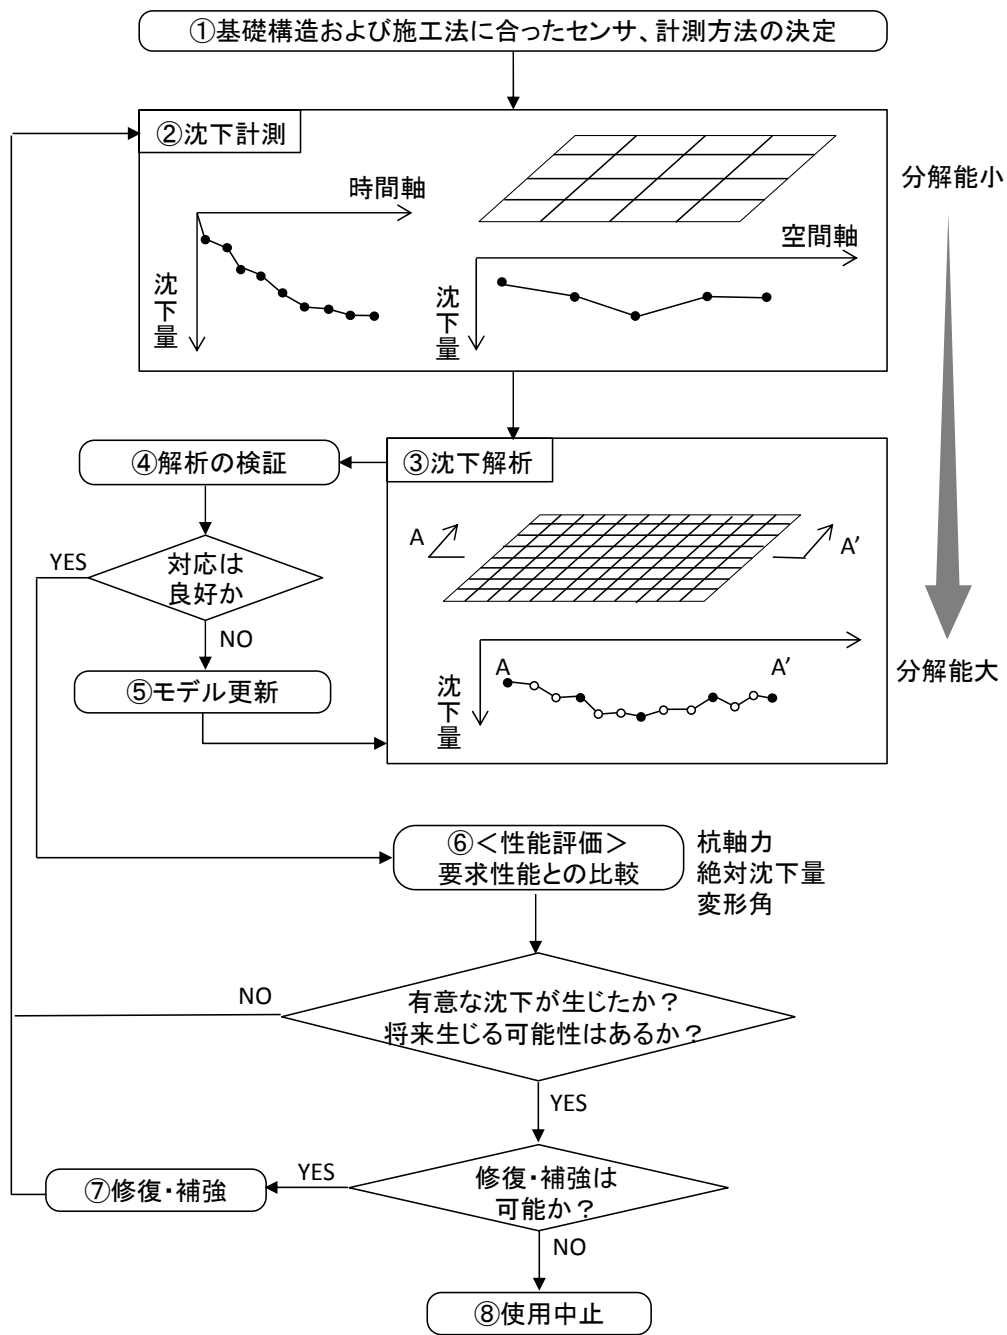 ①基礎構造および施工法に合ったセンサ、計測方法の決定
②沈下計測
時間軸
沈下量
空間軸
沈下量
分解能小
④解析の検証
③沈下解析
A
A'
YES
対応は
良好か
NO
⑤モデル更新
A
A'
沈下量
分解能大
⑥＜性能評価＞
要求性能との比較
杭軸力
絶対沈下量
変形角
NO
有意な沈下が生じたか？
将来生じる可能性はあるか？
YES
修復・補強は
可能か？
YES
⑦修復・補強
NO
⑧使用中止